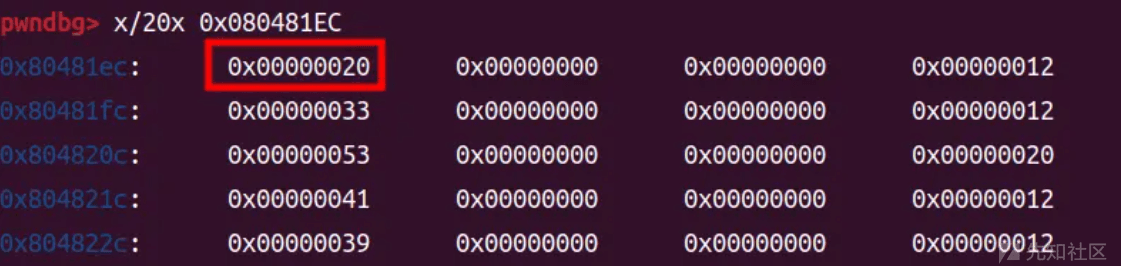 pwndbg> x/20x 0x080481EC
0x80481ec: 0x00000020 0x00000000 0x00000000 0x00000012
0x80481fc: 0x00000033 0x00000000 0x00000000 0x00000012
0x804820c: 0x00000053 0x00000000 0x00000000 0x00000020
0x804821c: 0x00000041 0x00000000 0x00000000 0x00000012
0x804822c: 0x00000039 0x00000000 0x00000000 0x00000012
先知社区